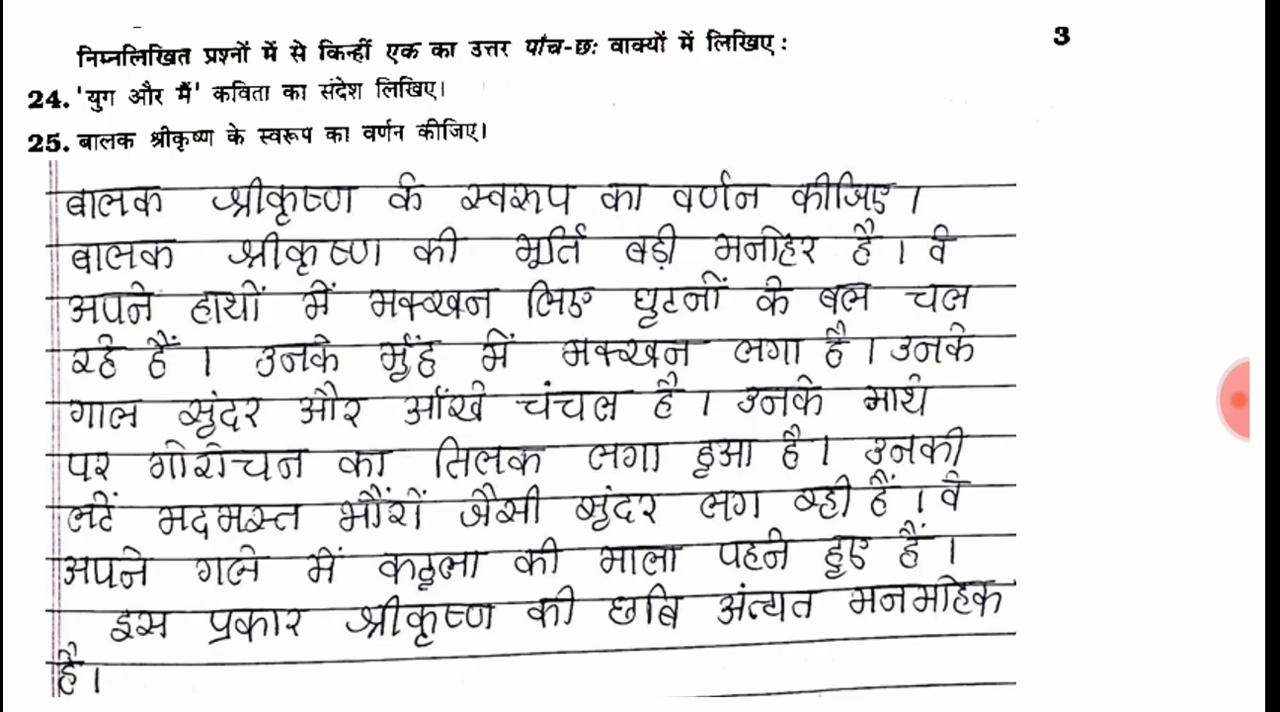 निम्नलिखित प्रश्नों में से किन्हीं एक का उत्तर पाँच-छः वाक्यों में लिखिए : 3
24. 'युग और मैं' कविता का संदेश लिखिए।
25. बालक श्रीकृष्ण के स्वरूप का वर्णन कीजिए।
बालक श्रीकृष्ण के स्वरूप का वर्णन कीजिए ।
बालक श्रीकृष्ण की मूर्ति बड़ी मनोहर है । वे
अपने हाथों में मक्खन लिए घुटनों के बल चल
रहे हैं । उनके मुंह में मक्खन लगा है । उनके
गाल सुंदर और आँखे चंचल है । उनके माथे
पर गोरोचन का तिलक लगा हुआ है । उनकी
लटें मदमस्त भौंरों जैसी सुंदर लग रही हैं । वे
अपने गले में कठुला की माला पहने हुए हैं ।
इस प्रकार श्रीकृष्ण की छबि अंत्यत मनमोहक
है ।